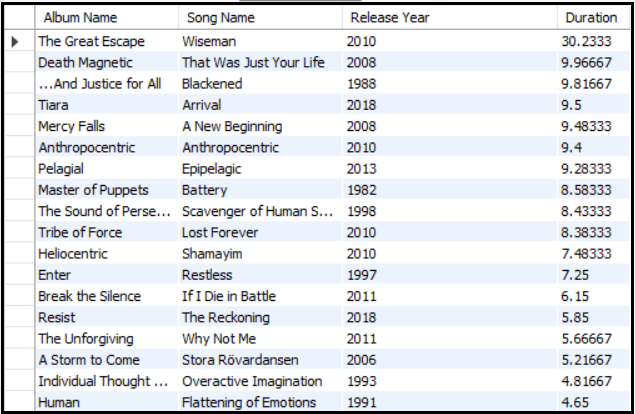 Album Name Song Name Release Year Duration
The Great Escape Wiseman 2010 30.2333
Death Magnetic That Was Just Your Life 2008 9.96667
...And Justice for All Blackened 1988 9.81667
Tiara Arrival 2018 9.5
Mercy Falls A New Beginning 2008 9.48333
Anthropocentric Anthropocentric 2010 9.4
Pelagial Epipelagic 2013 9.28333
Master of Puppets Battery 1982 8.58333
The Sound of Perse... Scavenger of Human S... 1998 8.43333
Tribe of Force Lost Forever 2010 8.38333
Heliocentric Shamayim 2010 7.48333
Enter Restless 1997 7.25
Break the Silence If I Die in Battle 2011 6.15
Resist The Reckoning 2018 5.85
The Unforgiving Why Not Me 2011 5.66667
A Storm to Come Stora Rövardansen 2006 5.21667
Individual Thought ... Overactive Imagination 1993 4.81667
Human Flattening of Emotions 1991 4.65